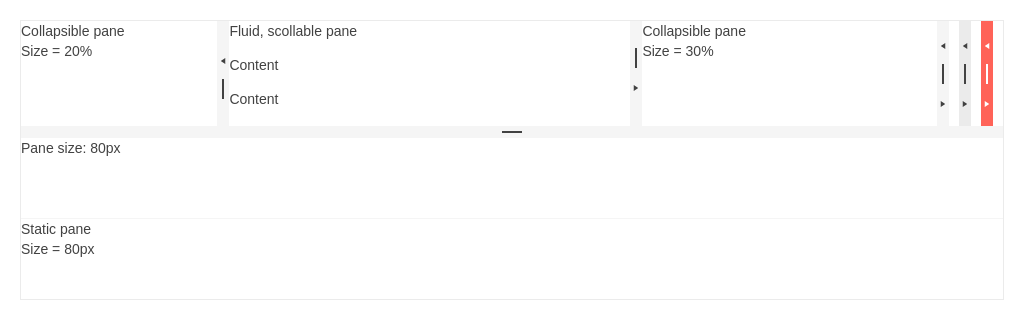 Collapsible pane
Size = 20%
Fluid, scollable pane
Content
Content
Collapsible pane
Size = 30%
Pane size: 80px
Static pane
Size = 80px